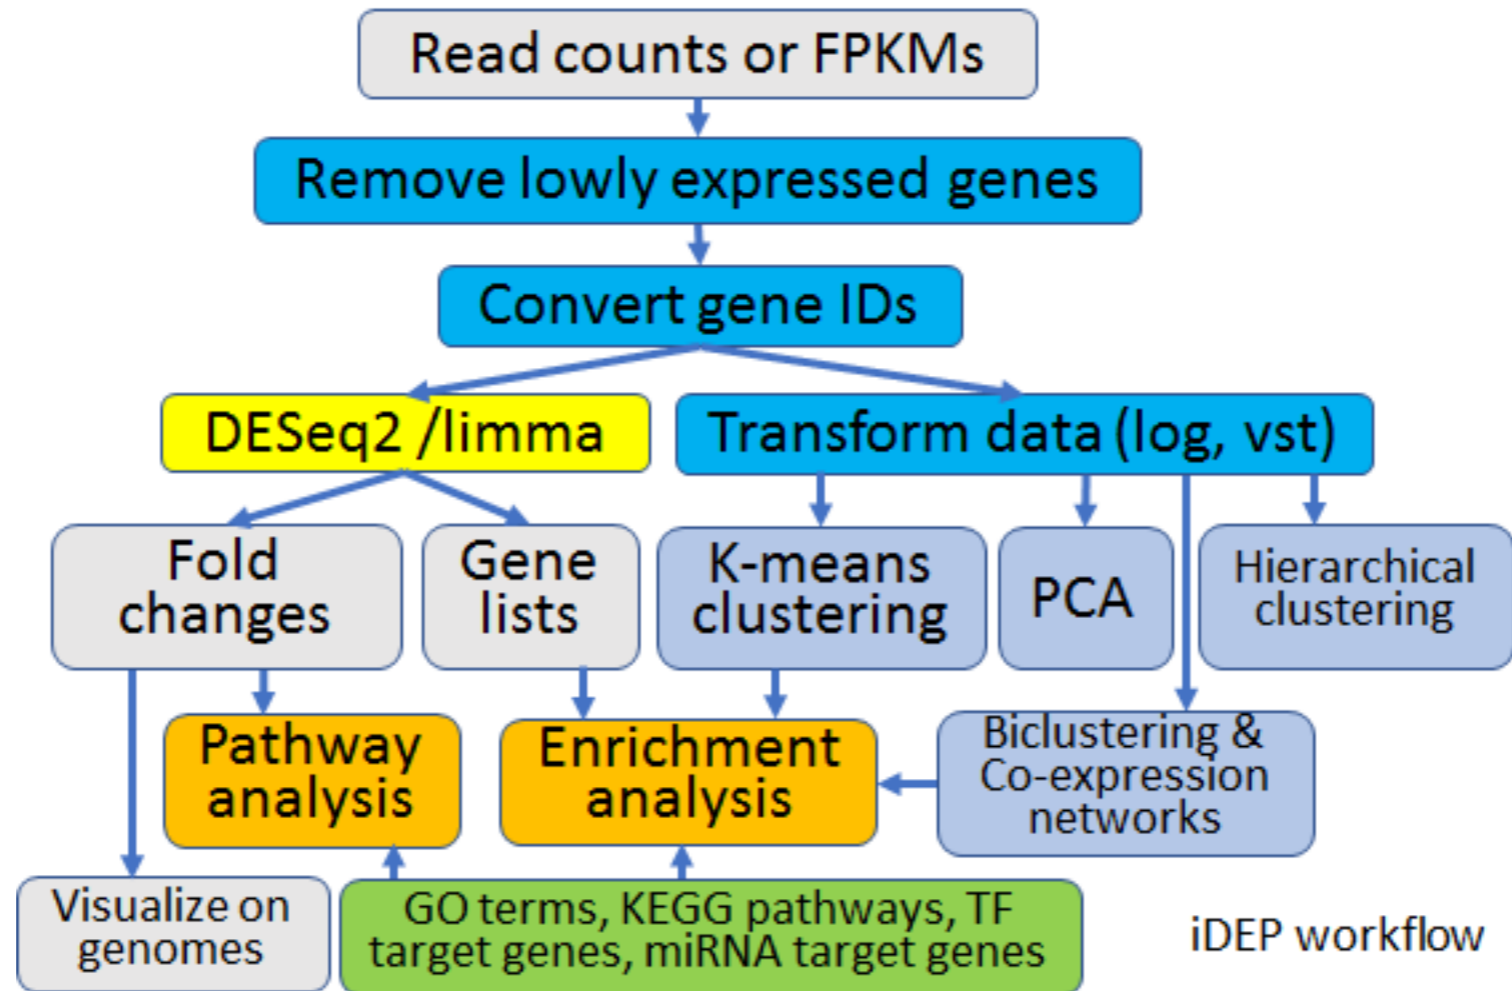 Read counts or FPKMs
Remove lowly expressed genes
Convert gene IDs
DESeq2 /limma
Transform data (log, vst)
Fold
changes
Gene
lists
K-means
clustering
PCA
Hierarchical
clustering
Pathway
analysis
Enrichment
analysis
Biclustering &
Co-expression
networks
Visualize on
genomes
GO terms, KEGG pathways, TF
target genes, miRNA target genes
iDEP workflow